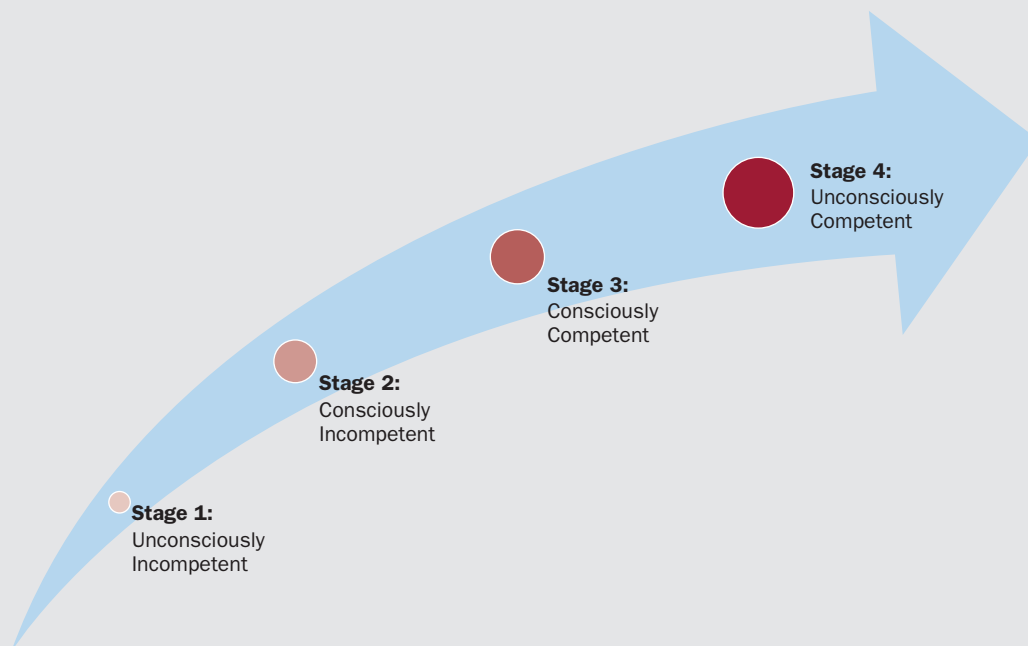 Stage 1:
Unconsciously
Incompetent
Stage 2:
Consciously
Incompetent
Stage 3:
Consciously
Competent
Stage 4:
Unconsciously
Competent